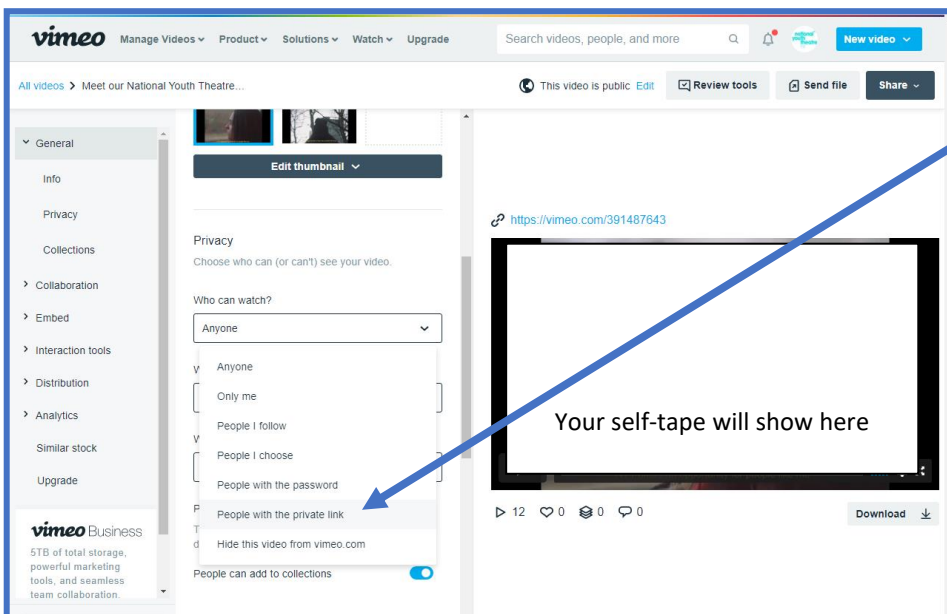 vimeo Manage Videos Product Solutions Watch Upgrade Search videos, people, and more New video
All videos > Meet our National Youth Theatre... This video is public Edit Review tools Send file Share
General
Info
Privacy
Collections
Collaboration
Embed
Interaction tools
Distribution
Analytics
Similar stock
Upgrade
vimeo Business
5TB of total storage,
powerful marketing
tools, and seamless
team collaboration.
Edit thumbnail
Privacy
Choose who can (or can't) see your video.
Who can watch?
Anyone
W
Anyone
Only me
People I follow
W
People I choose
People with the password
P
People with the private link
T
d
Hide this video from vimeo.com
People can add to collections
https://vimeo.com/391487643
Your self-tape will show here
12 0 0 0
Download